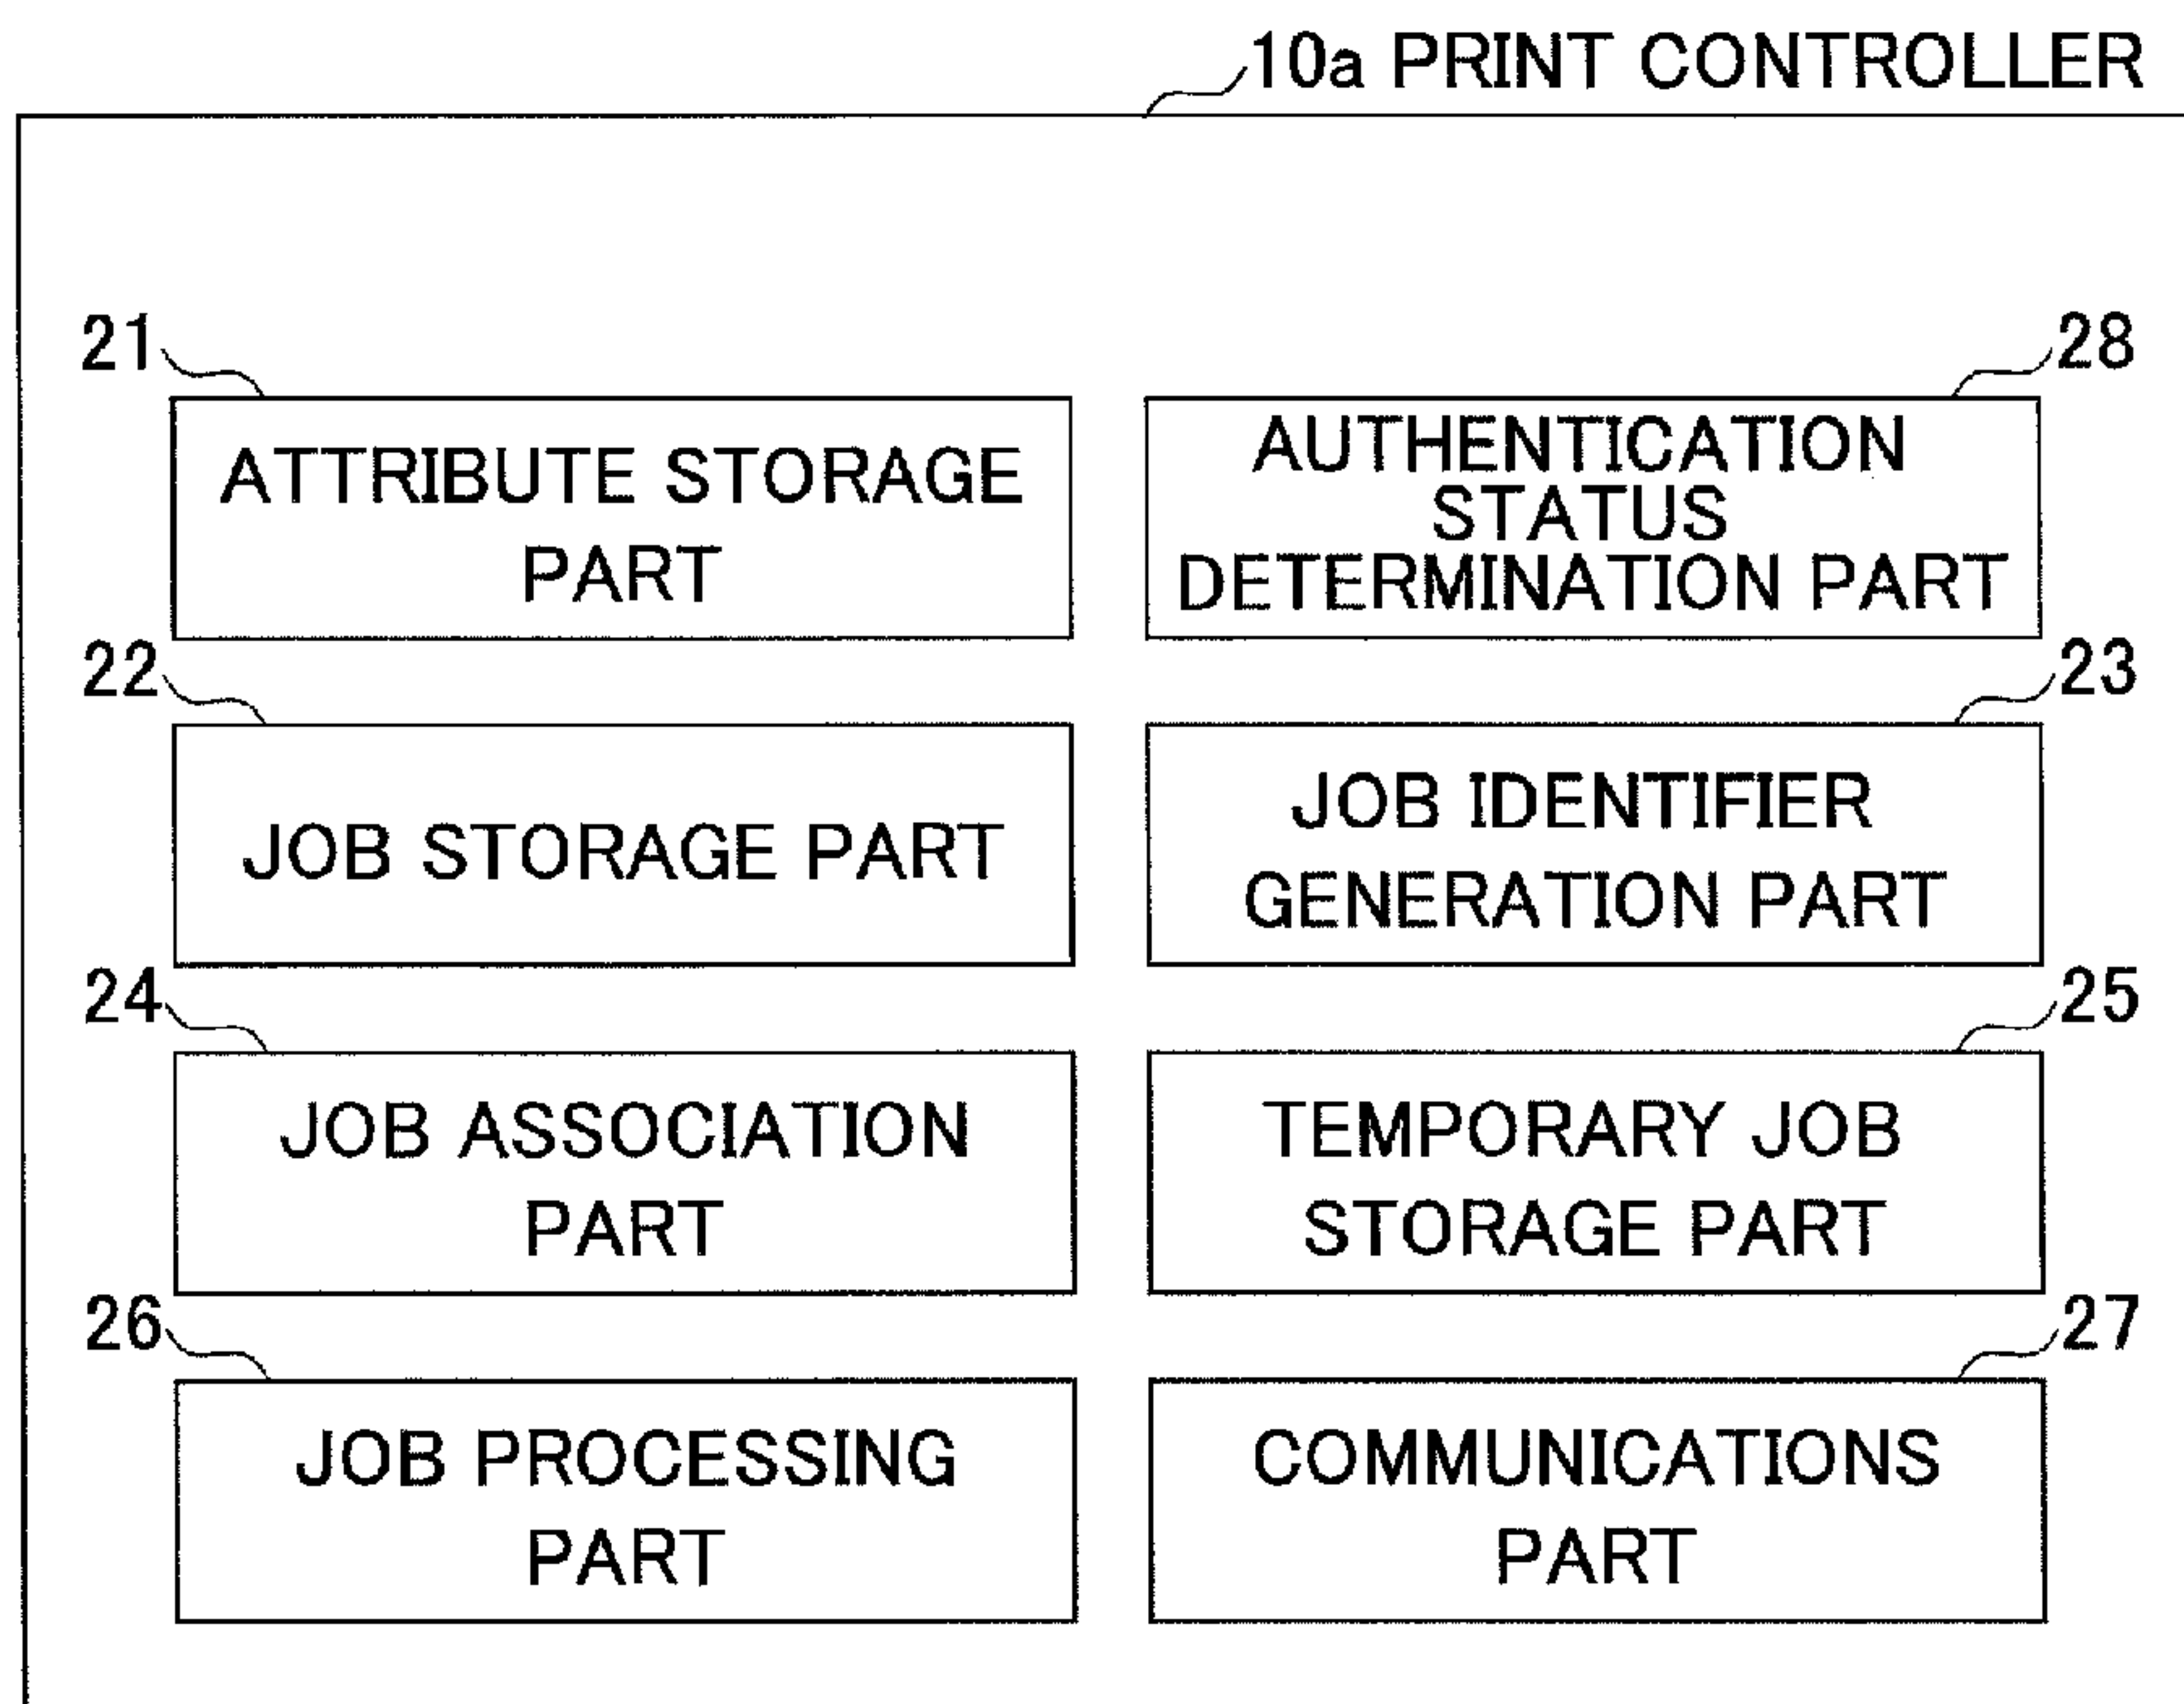 10a PRINT CONTROLLER
21
ATTRIBUTE STORAGE
PART
28
AUTHENTICATION
STATUS
DETERMINATION PART
22
JOB STORAGE PART
23
JOB IDENTIFIER
GENERATION PART
24
JOB ASSOCIATION
PART
25
TEMPORARY JOB
STORAGE PART
26
JOB PROCESSING
PART
27
COMMUNICATIONS
PART